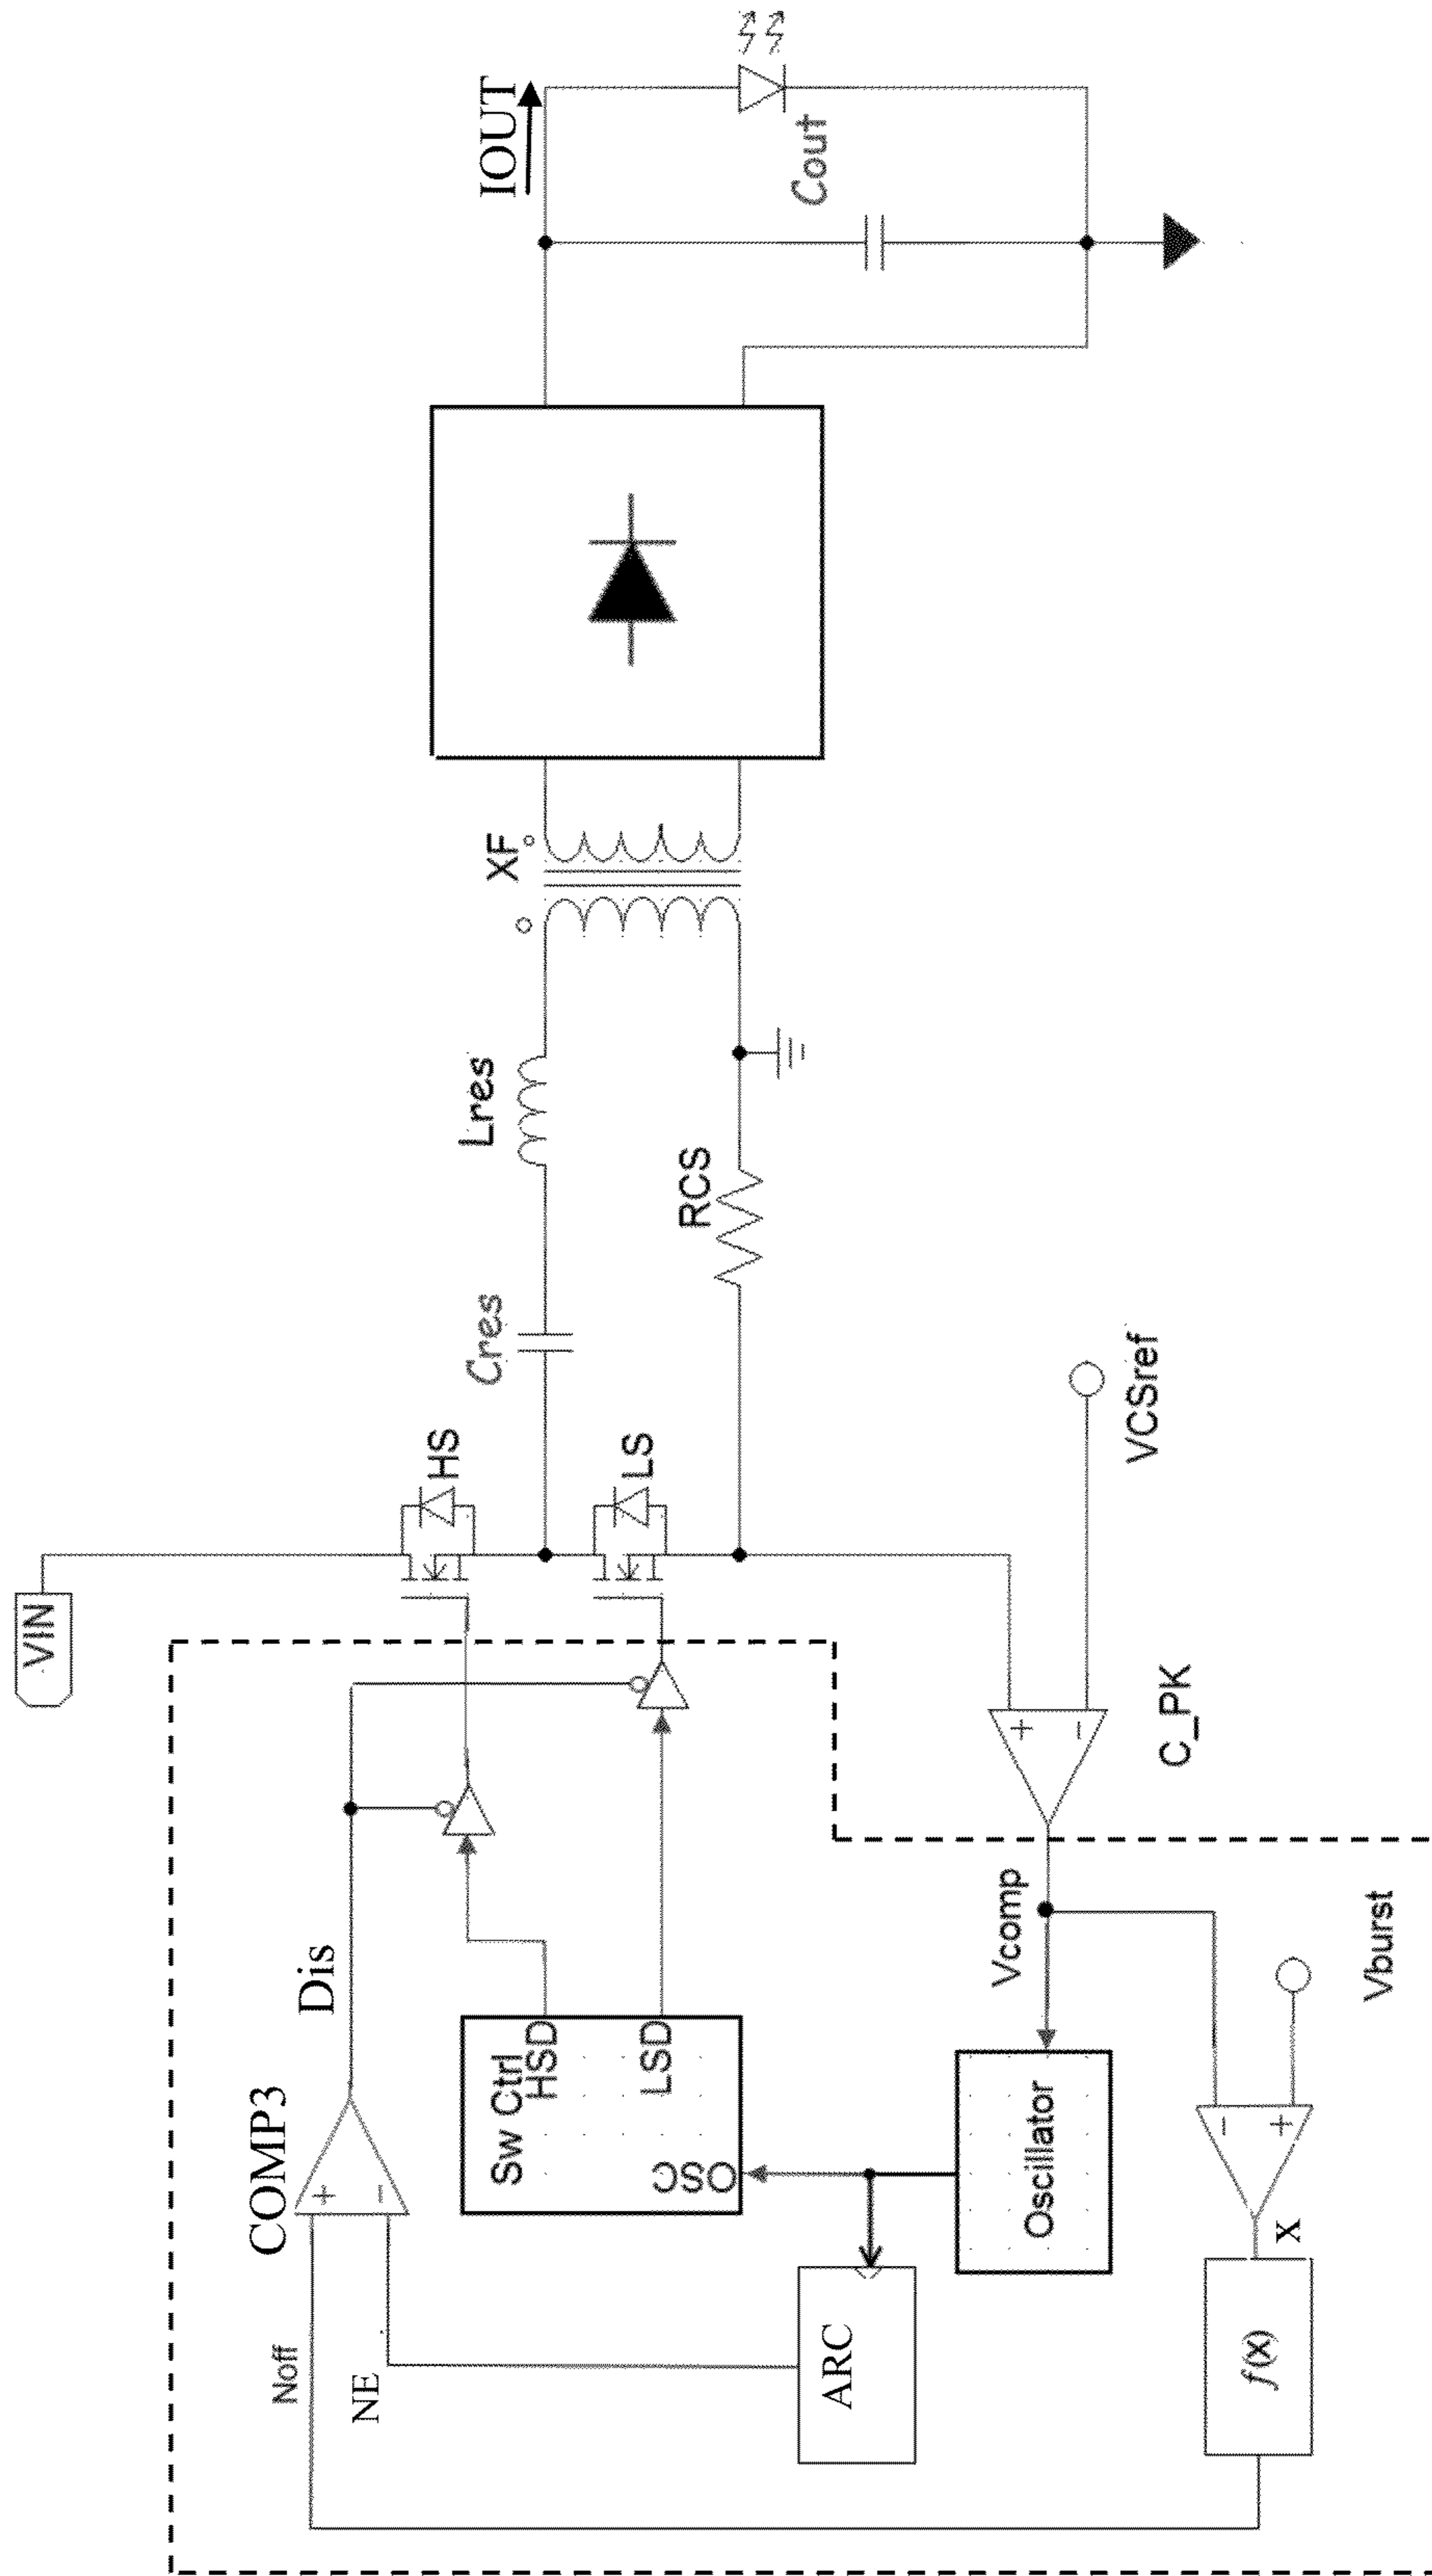 IOUT
Cout
XF
Lres
RCS
Cres
HS
LS
VIN
VCSref
C_PK
+
−
Dis
Vcomp
Vburst
COMP3
+
−
Sw Ctrl
HSD
LSD
OSC
Oscillator
−
+
X
Noff
NE
ARC
f(x)